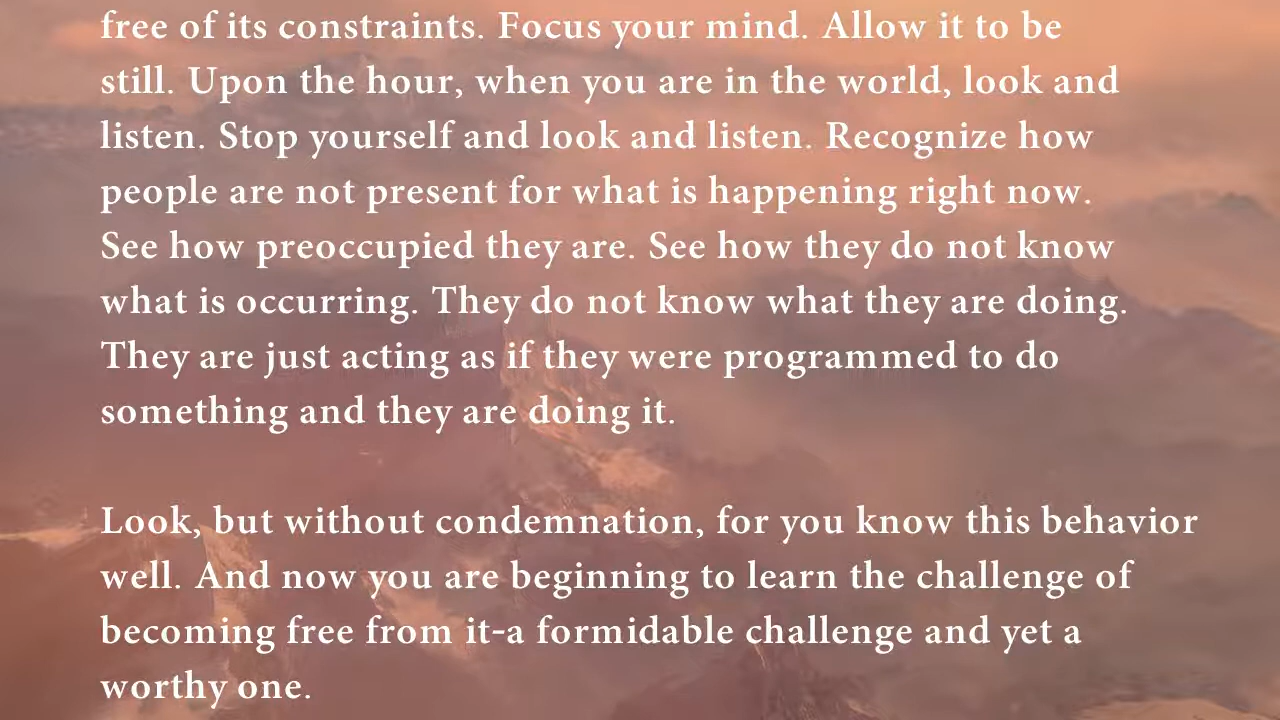 free of its constraints. Focus your mind. Allow it to be
still. Upon the hour, when you are in the world, look and
listen. Stop yourself and look and listen. Recognize how
people are not present for what is happening right now.
See how preoccupied they are. See how they do not know
what is occurring. They do not know what they are doing.
They are just acting as if they were programmed to do
something and they are doing it.
Look, but without condemnation, for you know this behavior
well. And now you are beginning to learn the challenge of
becoming free from it-a formidable challenge and yet a
worthy one.